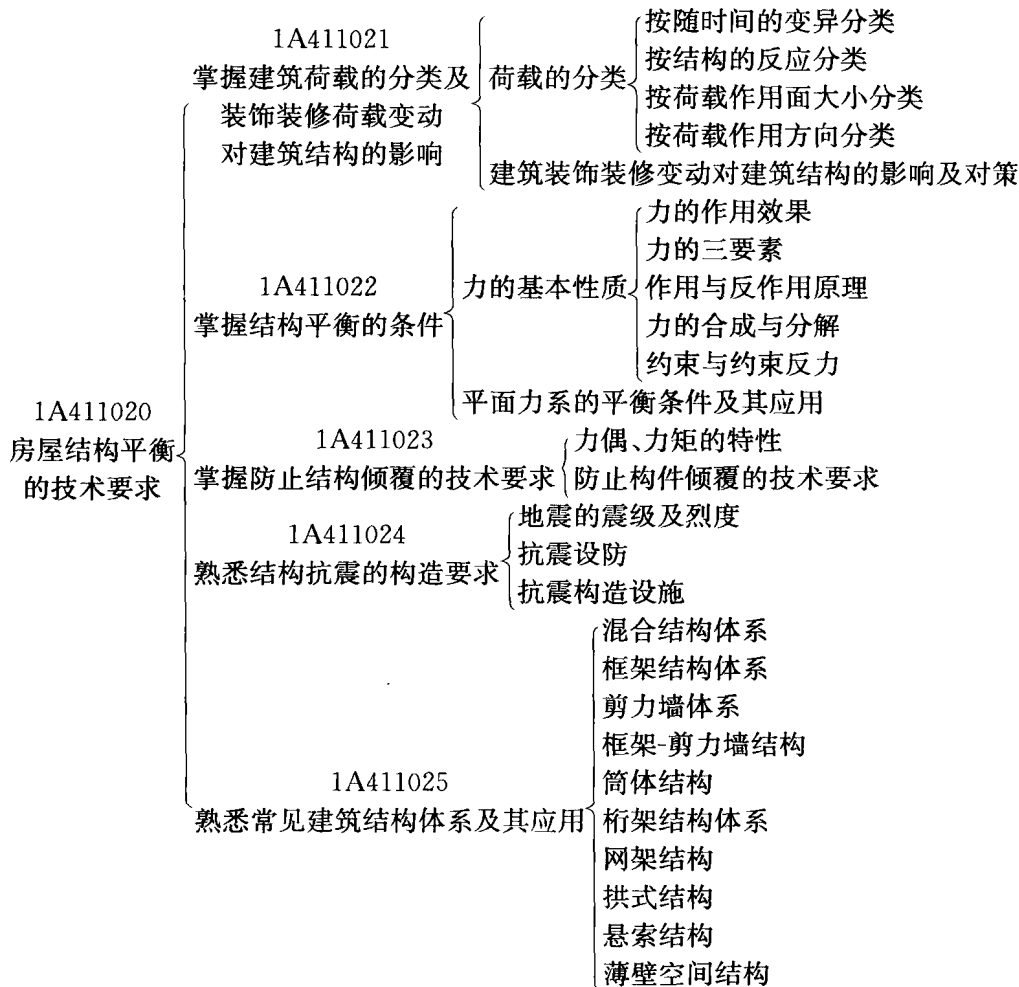 1A411020
房屋结构平衡
的技术要求
1A411021
掌握建筑荷载的分类及
装饰装修荷载变动
对建筑结构的影响
荷载的分类
按随时间的变异分类
按结构的反应分类
按荷载作用面大小分类
按荷载作用方向分类
建筑装饰装修变动对建筑结构的影响及对策
1A411022
掌握结构平衡的条件
力的基本性质
力的作用效果
力的三要素
作用与反作用原理
力的合成与分解
约束与约束反力
平面力系的平衡条件及其应用
1A411023
掌握防止结构倾覆的技术要求
力偶、力矩的特性
防止构件倾覆的技术要求
1A411024
熟悉结构抗震的构造要求
地震的震级及烈度
抗震设防
抗震构造设施
1A411025
熟悉常见建筑结构体系及其应用
混合结构体系
框架结构体系
剪力墙体系
框架-剪力墙结构
筒体结构
桁架结构体系
网架结构
拱式结构
悬索结构
薄壁空间结构